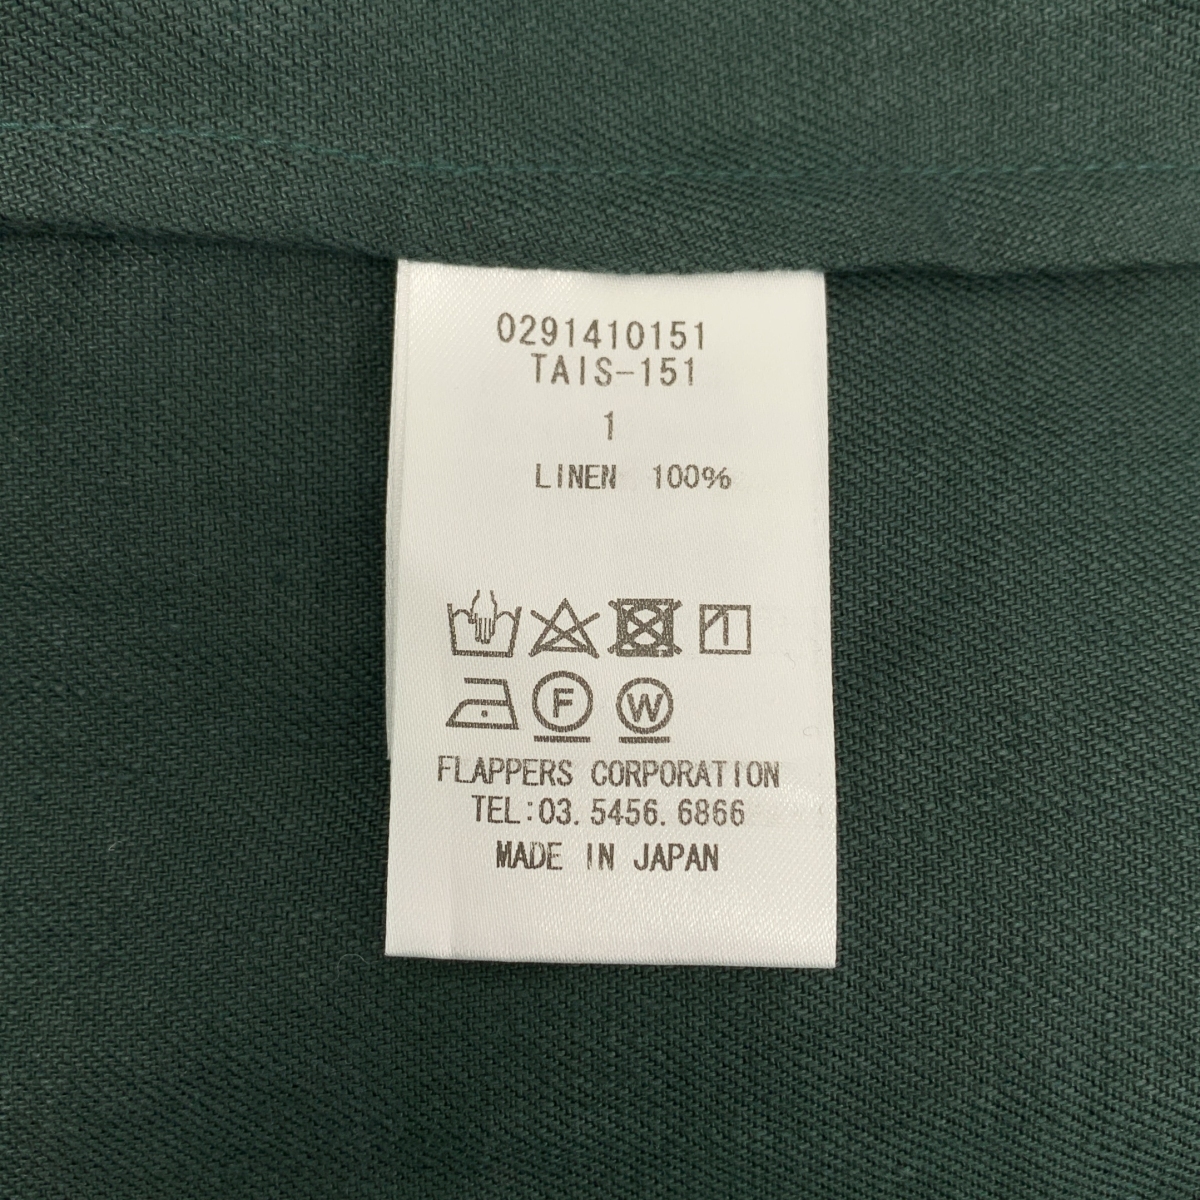 0291410151
TAIS-151
1
LINEN 100%
F W
FLAPPERS CORPORATION
TEL:03.5456.6866
MADE IN JAPAN